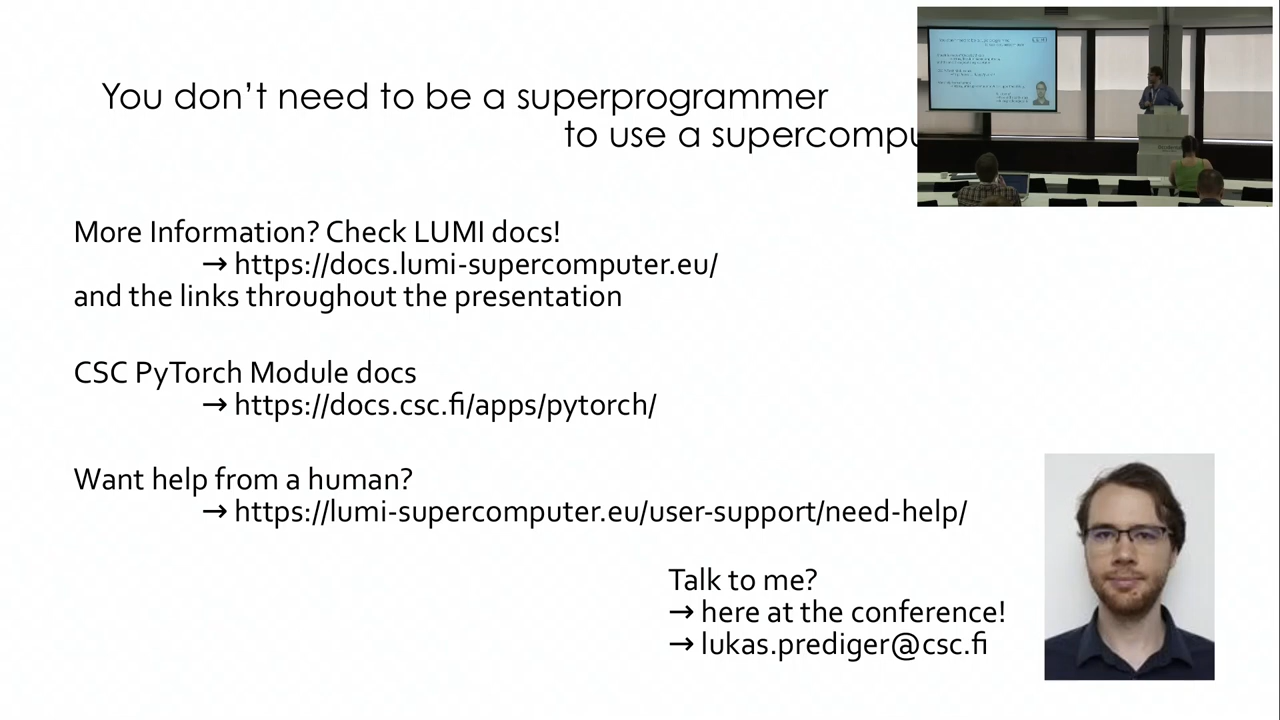 You don't need to be a superprogrammer
to use a
More Information? Check LUMI docs!
→ https://docs.lumi-supercomputer.eu/
and the links throughout the presentation
CSC PyTorch Module docs
→ https://docs.csc.fi/apps/pytorch/
Want help from a human?
→ https://lumi-supercomputer.eu/user-support/need-help/
Talk to me?
→ here at the conference!
→ lukas.prediger@csc.fi